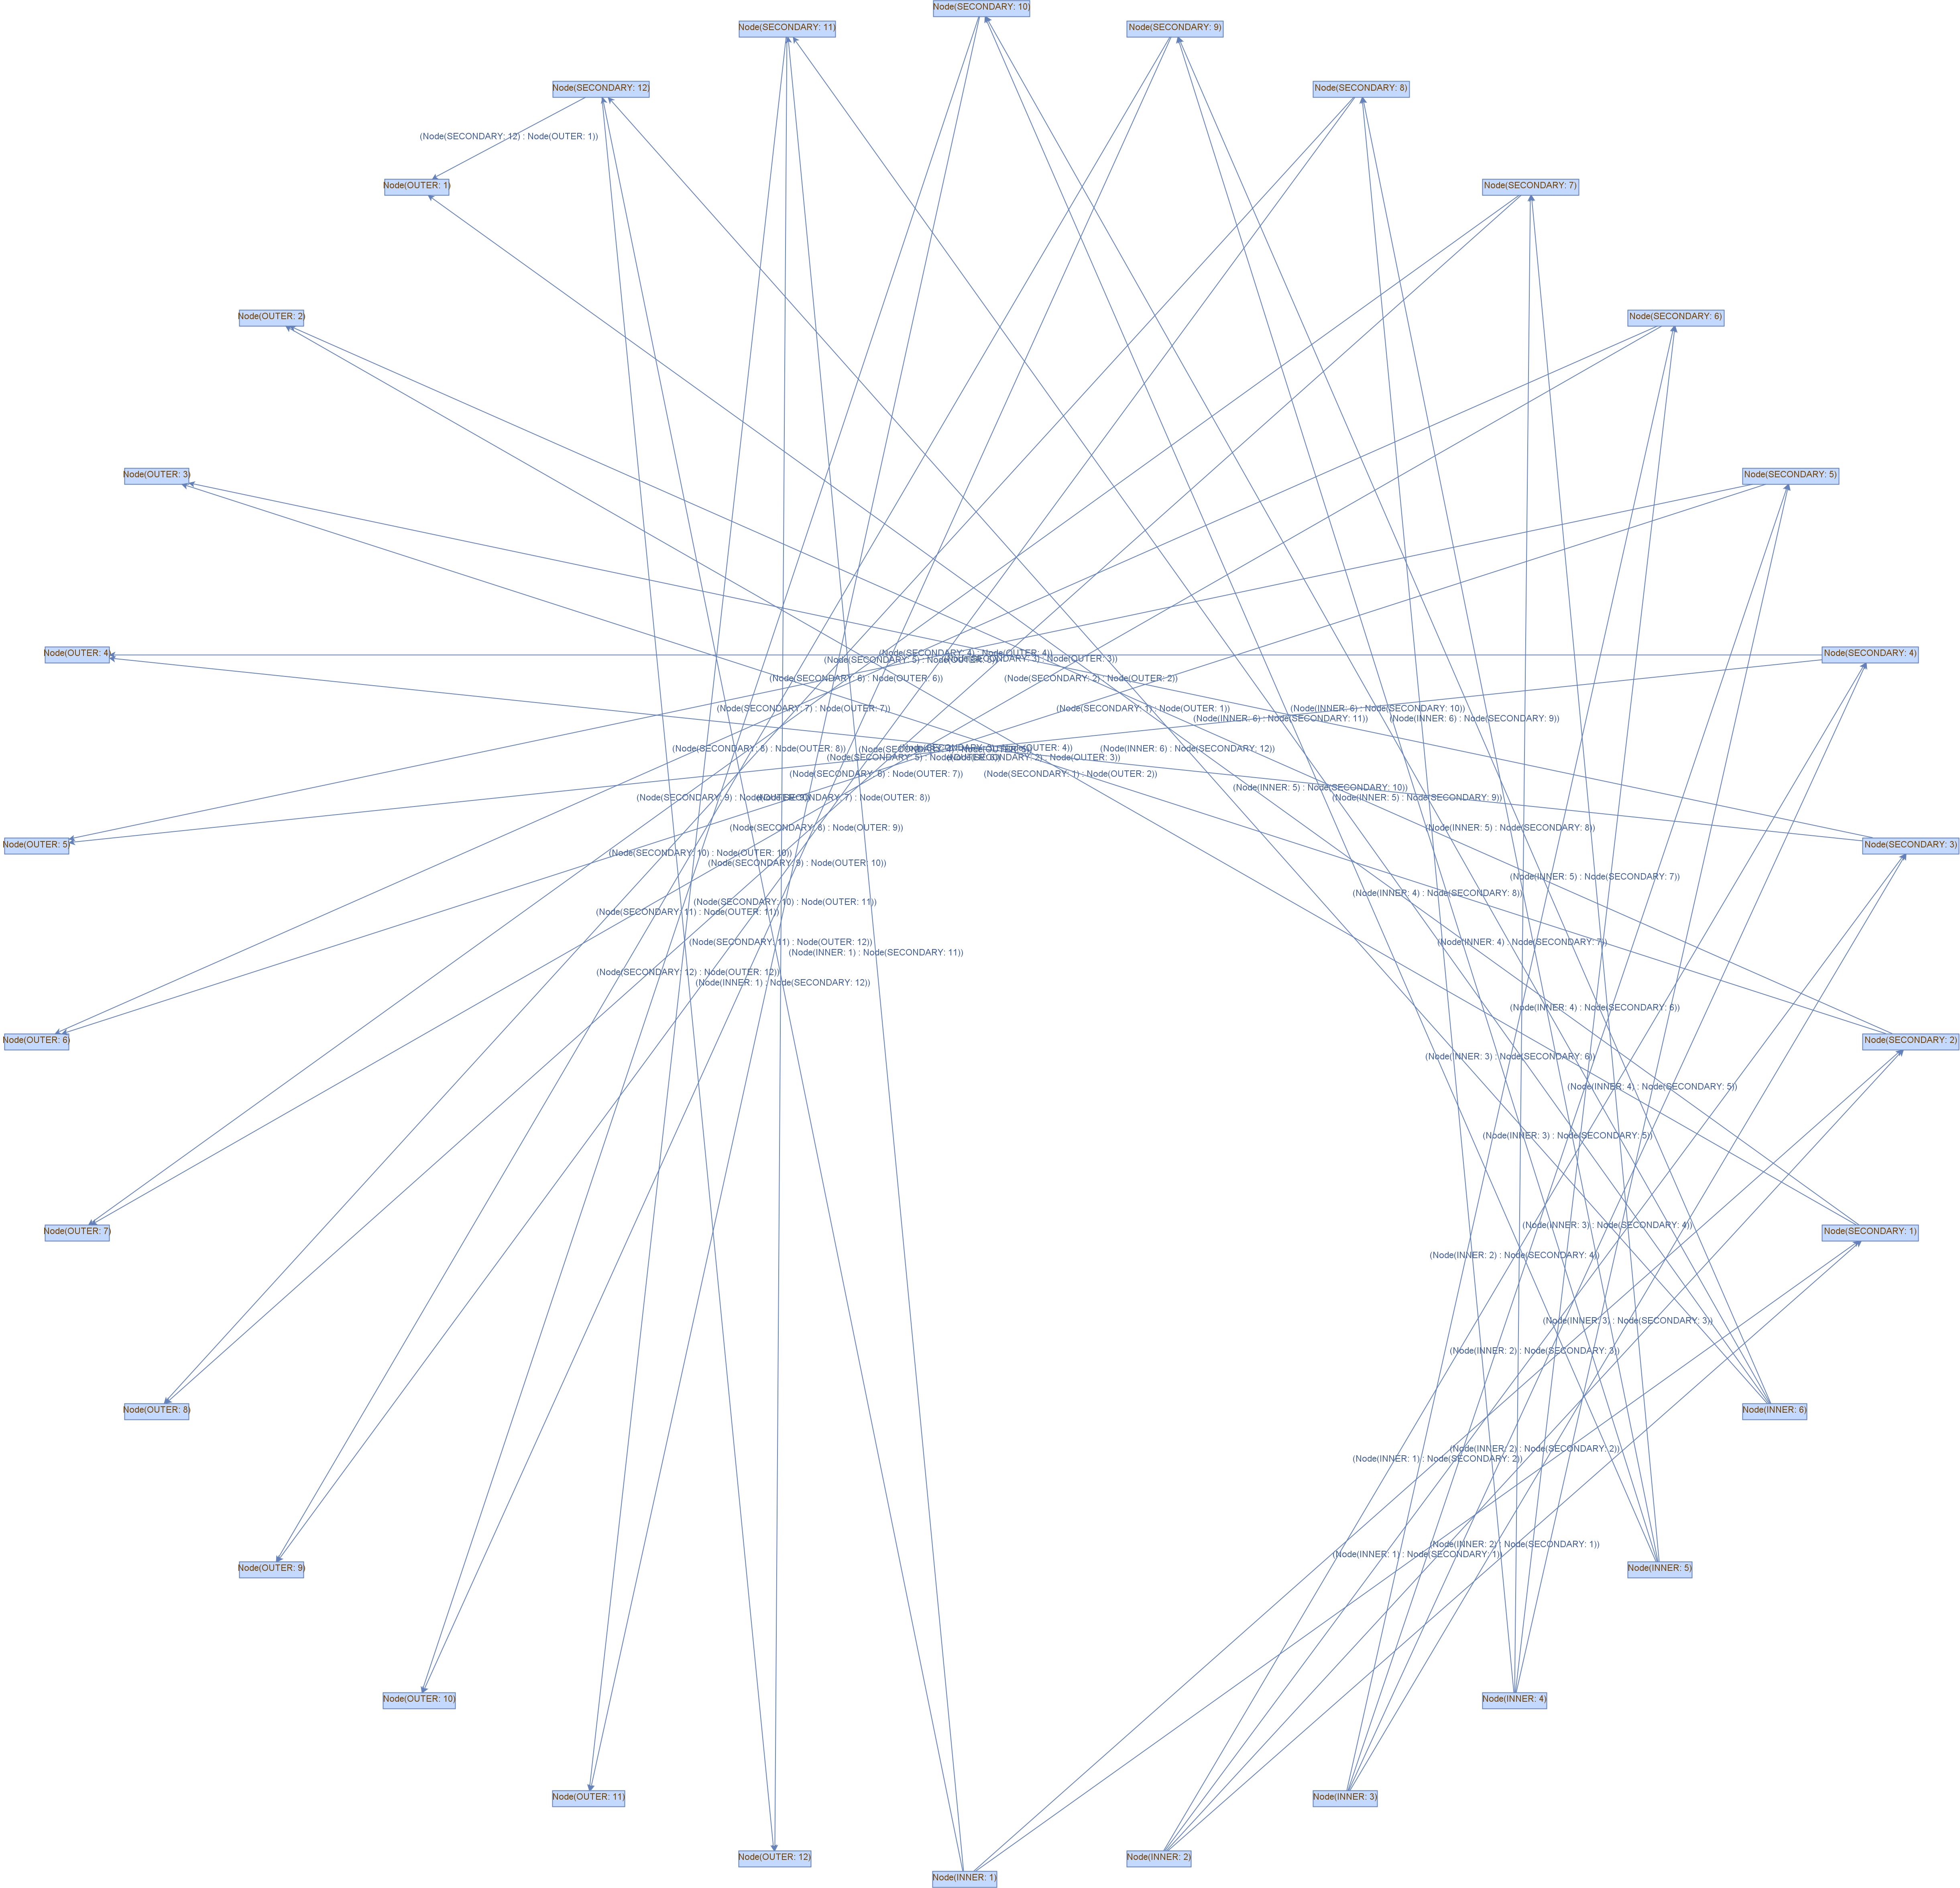 Node(SECONDARY: 10)
Node(SECONDARY: 11)
Node(SECONDARY: 9)
Node(SECONDARY: 12)
Node(SECONDARY: 8)
(Node(SECONDARY: 12) : Node(OUTER: 1))
Node(OUTER: 1)
Node(SECONDARY: 7)
Node(OUTER: 2)
Node(SECONDARY: 6)
Node(OUTER: 3)
Node(SECONDARY: 5)
Node(OUTER: 4)
(Node(SECONDARY: 4) : Node(OUTER: 4))
Node(SECONDARY: 4)
(Node(SECONDARY: 5) : Node(OUTER: 5))
(Node(SECONDARY: 3) : Node(OUTER: 3))
(Node(SECONDARY: 6) : Node(OUTER: 6))
(Node(SECONDARY: 2) : Node(OUTER: 2))
(Node(SECONDARY: 7) : Node(OUTER: 7))
(Node(SECONDARY: 1) : Node(OUTER: 1))
(Node(INNER: 6) : Node(SECONDARY: 10))
(Node(INNER: 6) : Node(SECONDARY: 11))
(Node(INNER: 6) : Node(SECONDARY: 9))
(Node(SECONDARY: 8) : Node(OUTER: 8))
(Node(SECONDARY: 4) : Node(OUTER: 5))
(Node(SECONDARY: 3) : Node(OUTER: 4))
(Node(INNER: 6) : Node(SECONDARY: 12))
(Node(SECONDARY: 5) : Node(OUTER: 6))
(Node(SECONDARY: 2) : Node(OUTER: 3))
(Node(SECONDARY: 6) : Node(OUTER: 7))
(Node(SECONDARY: 1) : Node(OUTER: 2))
(Node(INNER: 5) : Node(SECONDARY: 10))
(Node(SECONDARY: 9) : Node(OUTER: 9))
(Node(SECONDARY: 7) : Node(OUTER: 8))
(Node(INNER: 5) : Node(SECONDARY: 9))
(Node(SECONDARY: 8) : Node(OUTER: 9))
(Node(INNER: 5) : Node(SECONDARY: 8))
Node(OUTER: 5)
Node(SECONDARY: 3)
(Node(SECONDARY: 10) : Node(OUTER: 10))
(Node(SECONDARY: 9) : Node(OUTER: 10))
(Node(INNER: 5) : Node(SECONDARY: 7))
(Node(INNER: 4) : Node(SECONDARY: 8))
(Node(SECONDARY: 10) : Node(OUTER: 11))
(Node(SECONDARY: 11) : Node(OUTER: 11))
(Node(SECONDARY: 11) : Node(OUTER: 12))
(Node(INNER: 4) : Node(SECONDARY: 7))
(Node(INNER: 1) : Node(SECONDARY: 11))
(Node(SECONDARY: 12) : Node(OUTER: 12))
(Node(INNER: 1) : Node(SECONDARY: 12))
(Node(INNER: 4) : Node(SECONDARY: 6))
Node(OUTER: 6)
Node(SECONDARY: 2)
(Node(INNER: 3) : Node(SECONDARY: 6))
(Node(INNER: 4) : Node(SECONDARY: 5))
(Node(INNER: 3) : Node(SECONDARY: 5))
(Node(INNER: 3) : Node(SECONDARY: 4))
Node(OUTER: 7)
Node(SECONDARY: 1)
(Node(INNER: 2) : Node(SECONDARY: 4))
(Node(INNER: 3) : Node(SECONDARY: 3))
(Node(INNER: 2) : Node(SECONDARY: 3))
Node(OUTER: 8)
Node(INNER: 6)
(Node(INNER: 2) : Node(SECONDARY: 2))
(Node(INNER: 1) : Node(SECONDARY: 2))
(Node(INNER: 2) : Node(SECONDARY: 1))
(Node(INNER: 1) : Node(SECONDARY: 1))
Node(OUTER: 9)
Node(INNER: 5)
Node(OUTER: 10)
Node(INNER: 4)
Node(OUTER: 11)
Node(INNER: 3)
Node(OUTER: 12)
Node(INNER: 2)
Node(INNER: 1)